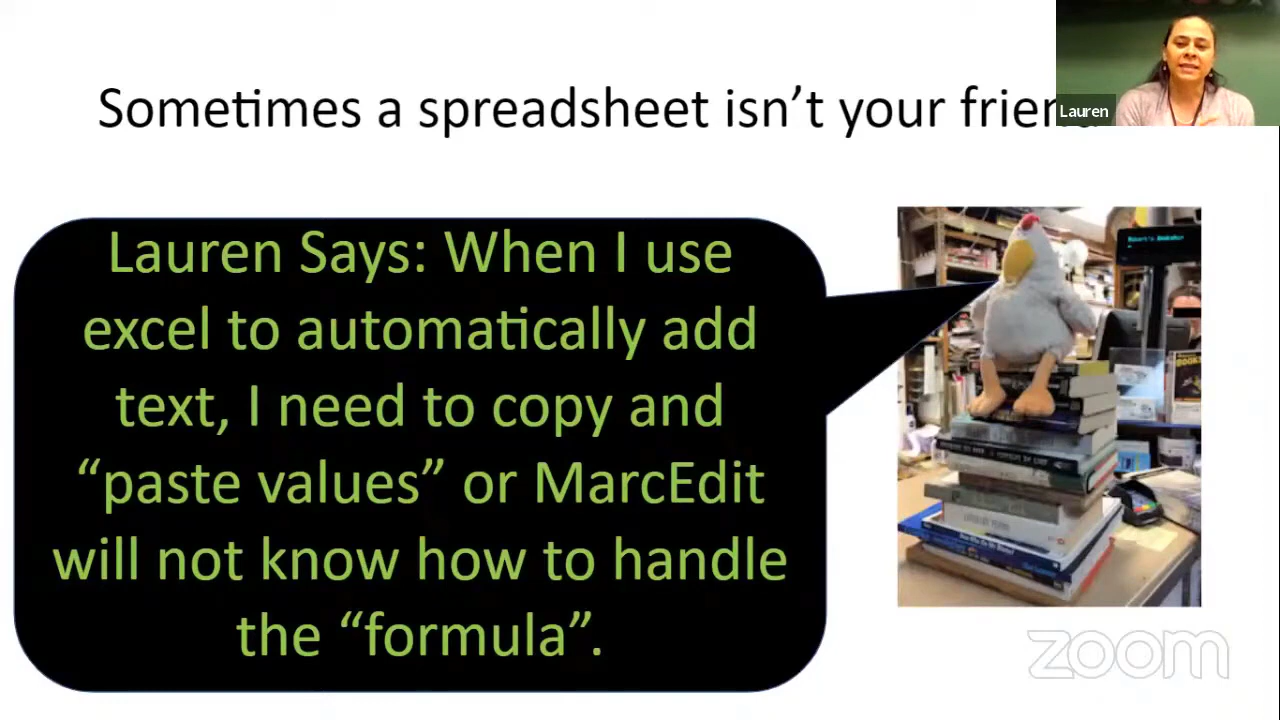 Sometimes a spreadsheet isn't your frien
Lauren
Lauren Says: When I use
excel to automatically add
text, I need to copy and
“paste values” or MarcEdit
will not know how to handle
the “formula”.
zoom